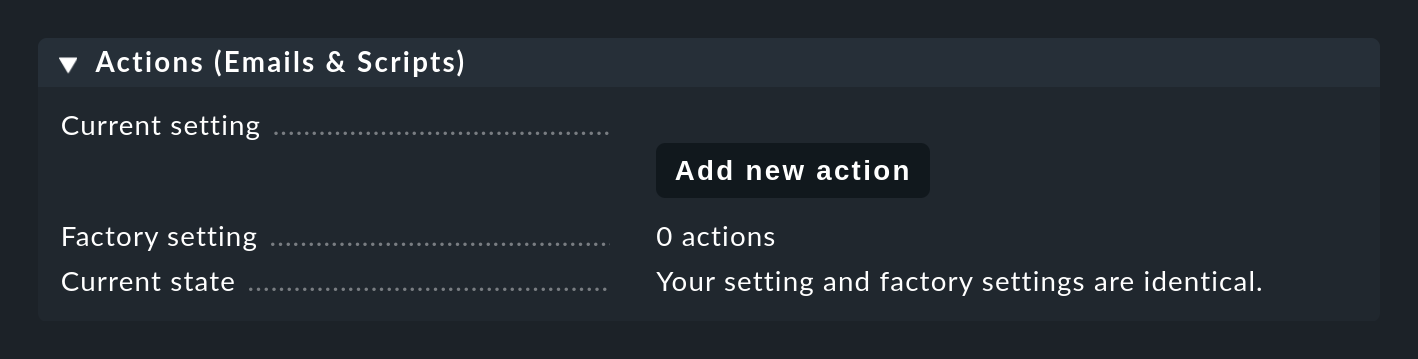 Actions (Emails & Scripts)
Current setting
Add new action
Factory setting 0 actions
Current state Your setting and factory settings are identical.